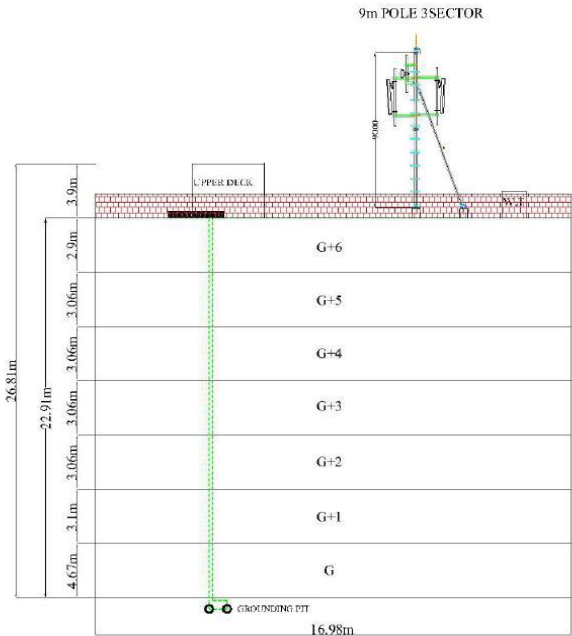 9m POLE 3SECTOR
9000
UPPER DECK
W.T
3.9m
2.9m
G+6
3.06m
G+5
3.06m
G+4
3.06m
G+3
3.06m
G+2
3.1m
G+1
4.67m
G
26.81m
22.91m
GROUNDING PIT
16.98m